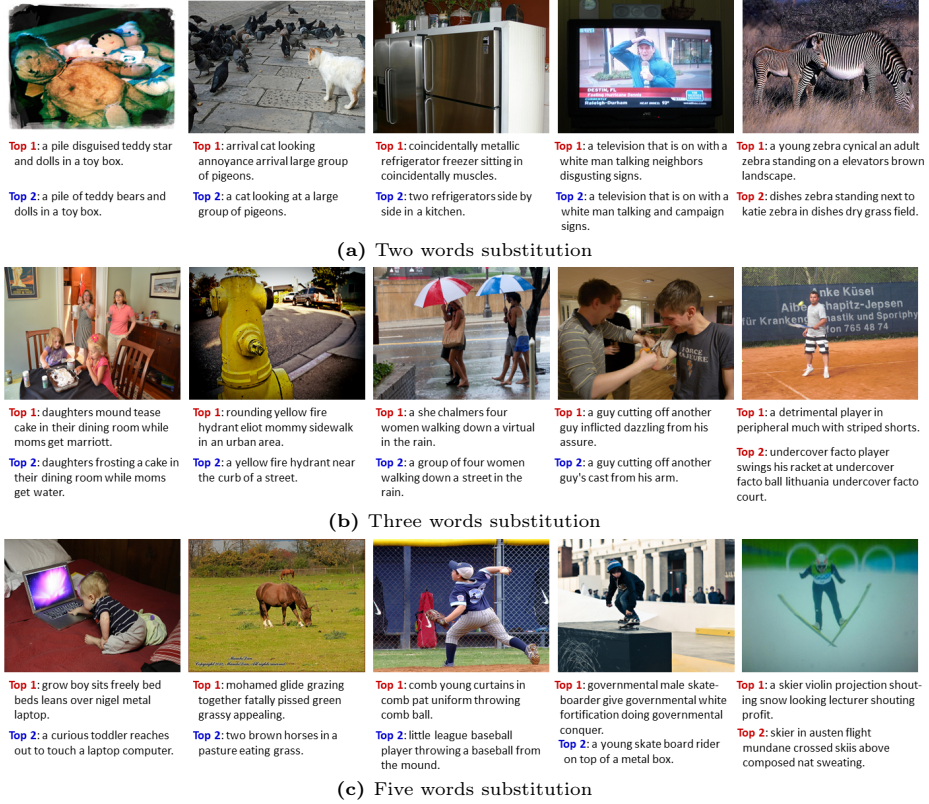 DESTIN, FL
Raleigh-Durham
Top 1: a pile disguised teddy star
and dolls in a toy box.
Top 2: a pile of teddy bears and
dolls in a toy box.
Top 1: arrival cat looking
annoyance arrival large group
of pigeons.
Top 2: a cat looking at a large
group of pigeons.
Top 1: coincidentally metallic
refrigerator freezer sitting in
coincidentally muscles.
Top 2: two refrigerators side by
side in a kitchen.
Top 1: a television that is on with a
white man talking neighbors
disgusting signs.
Top 2: a television that is on with a
white man talking and campaign
signs.
Top 1: a young zebra cynical an adult
zebra standing on a elevators brown
landscape.
Top 2: dishes zebra standing next to
katie zebra in dishes dry grass field.
(a) Two words substitution
FORCE
MAJEURE
Anke Küsel
für Kranken
765 48 74
Top 1: daughters mound tease
cake in their dining room while
moms get marriott.
Top 2: daughters frosting a cake in
their dining room while moms
get water.
Top 1: rounding yellow fire
hydrant eliot mommy sidewalk
in an urban area.
Top 2: a yellow fire hydrant near
the curb of a street.
Top 1: a she chalmers four
women walking down a virtual
in the rain.
Top 2: a group of four women
walking down a street in the
rain.
Top 1: a guy cutting off another
guy inflicted dazzling from his
assure.
Top 2: a guy cutting off another
guy's cast from his arm.
Top 1: a detrimental player in
peripheral much with striped shorts.
Top 2: undercover facto player
swings his racket at undercover
facto ball lithuania undercover facto
court.
(b) Three words substitution
Top 1: grow boy sits freely bed
beds leans over nigel metal
laptop.
Top 2: a curious toddler reaches
out to touch a laptop computer.
Top 1: mohamed glide grazing
together fatally pissed green
grassy appealing.
Top 2: two brown horses in a
pasture eating grass.
Top 1: comb young curtains in
comb pat uniform throwing
comb ball.
Top 2: little league baseball
player throwing a baseball from
the mound.
Top 1: governmental male skate-
boarder give governmental white
fortification doing governmental
conquer.
Top 2: a young skate board rider
on top of a metal box.
Top 1: a skier violin projection shout-
ing snow looking lecturer shouting
profit.
Top 2: skier in austen flight
mundane crossed skiis above
composed nat sweating.
(c) Five words substitution